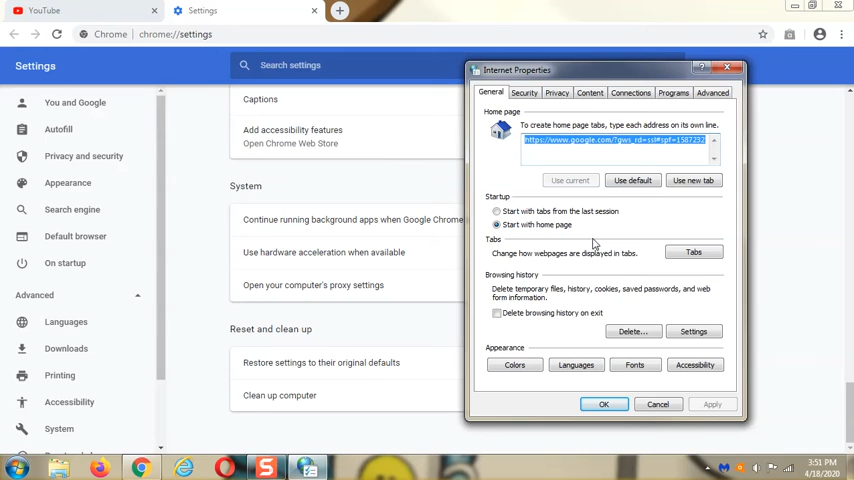 YouTube
Settings
Chrome | chrome://settings
Settings
Search settings
You and Google
Autofill
Privacy and security
Appearance
Search engine
Default browser
On startup
Advanced
Languages
Downloads
Printing
Accessibility
System
Captions
Add accessibility features
Open Chrome Web Store
System
Continue running background apps when Google Chrome
Use hardware acceleration when available
Open your computer's proxy settings
Reset and clean up
Restore settings to their original defaults
Clean up computer
Internet Properties
General Security Privacy Content Connections Programs Advanced
Home page
To create home page tabs, type each address on its own line.
https://www.google.com/?gws_rd=ssl#spf=1587232
Use current Use default Use new tab
Startup
Start with tabs from the last session
Start with home page
Tabs
Change how webpages are displayed in tabs.
Tabs
Browsing history
Delete temporary files, history, cookies, saved passwords, and web
form information.
Delete browsing history on exit
Delete... Settings
Appearance
Colors Languages Fonts Accessibility
OK Cancel Apply
3:51 PM
4/18/2020